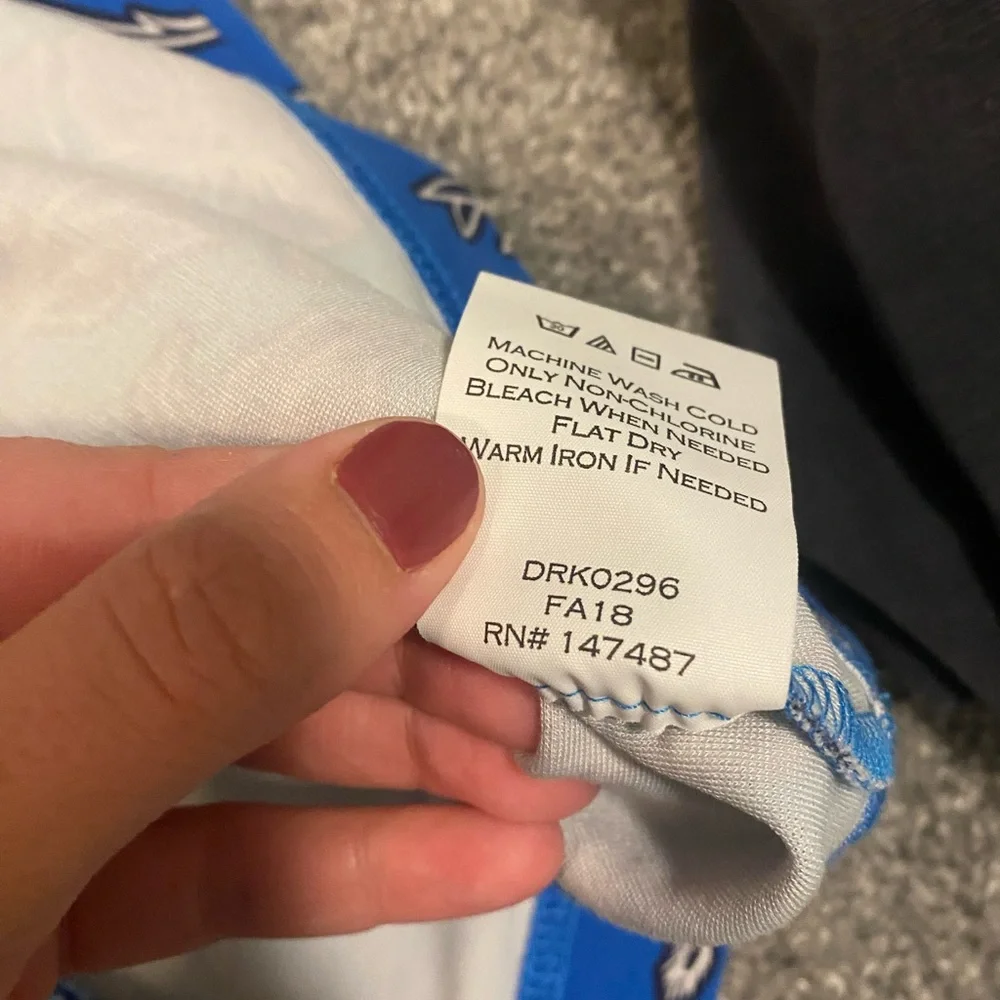 MACHINE WASH COLD
ONLY NON-CHLORINE
BLEACH WHEN NEEDED
FLAT DRY
WARM IRON IF NEEDED
DRK0296
FA18
RN# 147487